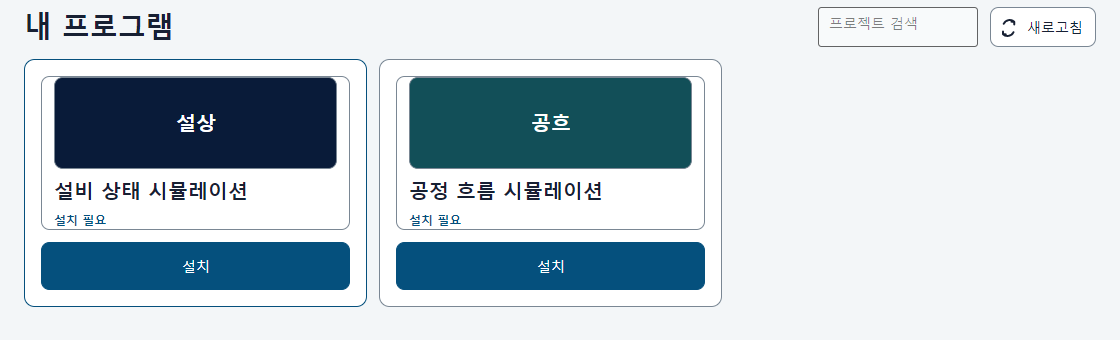 내 프로그램
프로젝트 검색
새로고침
설상
공흐
설비 상태 시뮬레이션
공정 흐름 시뮬레이션
설치 필요
설치 필요
설치
설치